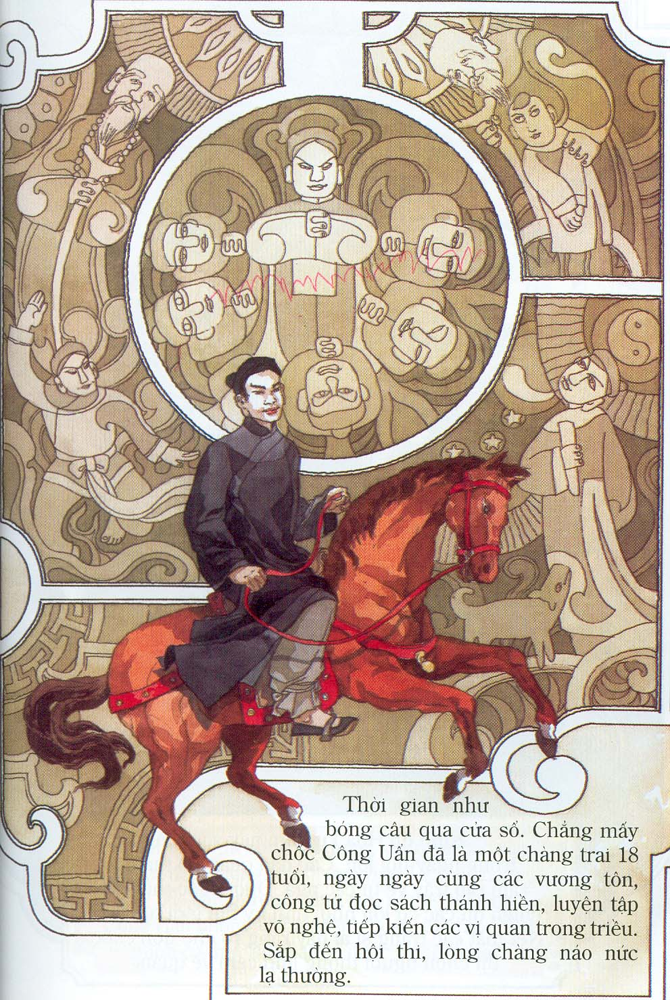 Thời gian như
bóng câu qua cửa sổ. Chẳng mấy
chốc Công Uẩn đã là một chàng trai 18
tuổi, ngày ngày cùng các vương tôn,
công tử đọc sách thánh hiền, luyện tập
võ nghệ, tiếp kiến các vị quan trong triều.
Sắp đến hội thi, lòng chàng náo nức
lạ thường.